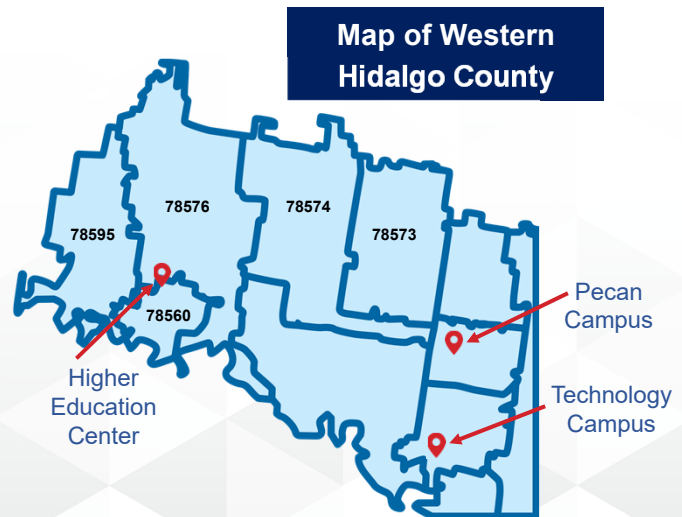 Map of Western
Hidalgo County
78576
78574
78595
78573
78560
Pecan
Campus
Higher
Education
Center
Technology
Campus